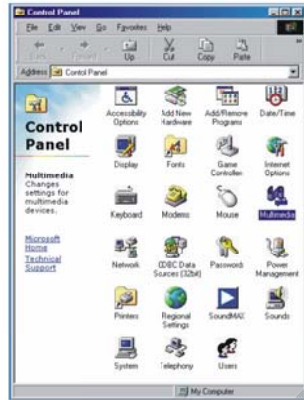 Control Panel
File Edit View Go Favorites Help
Back Forward Up Cut Copy Paste
Address Control Panel
Control
Panel
Multimedia
Changes
settings for
multimedia
devices.
Microsoft
Home
Technical
Support
Accessibility Options
Add New Hardware
Add/Remove Programs
Date/Time
Display
Fonts
Game Controllers
Internet Options
Keyboard
Modems
Mouse
Multimedia
Network
ODBC Data Sources (32bit)
Passwords
Power Management
Printers
Regional Settings
SoundMAX
Sounds
System
Telephony
Users
My Computer